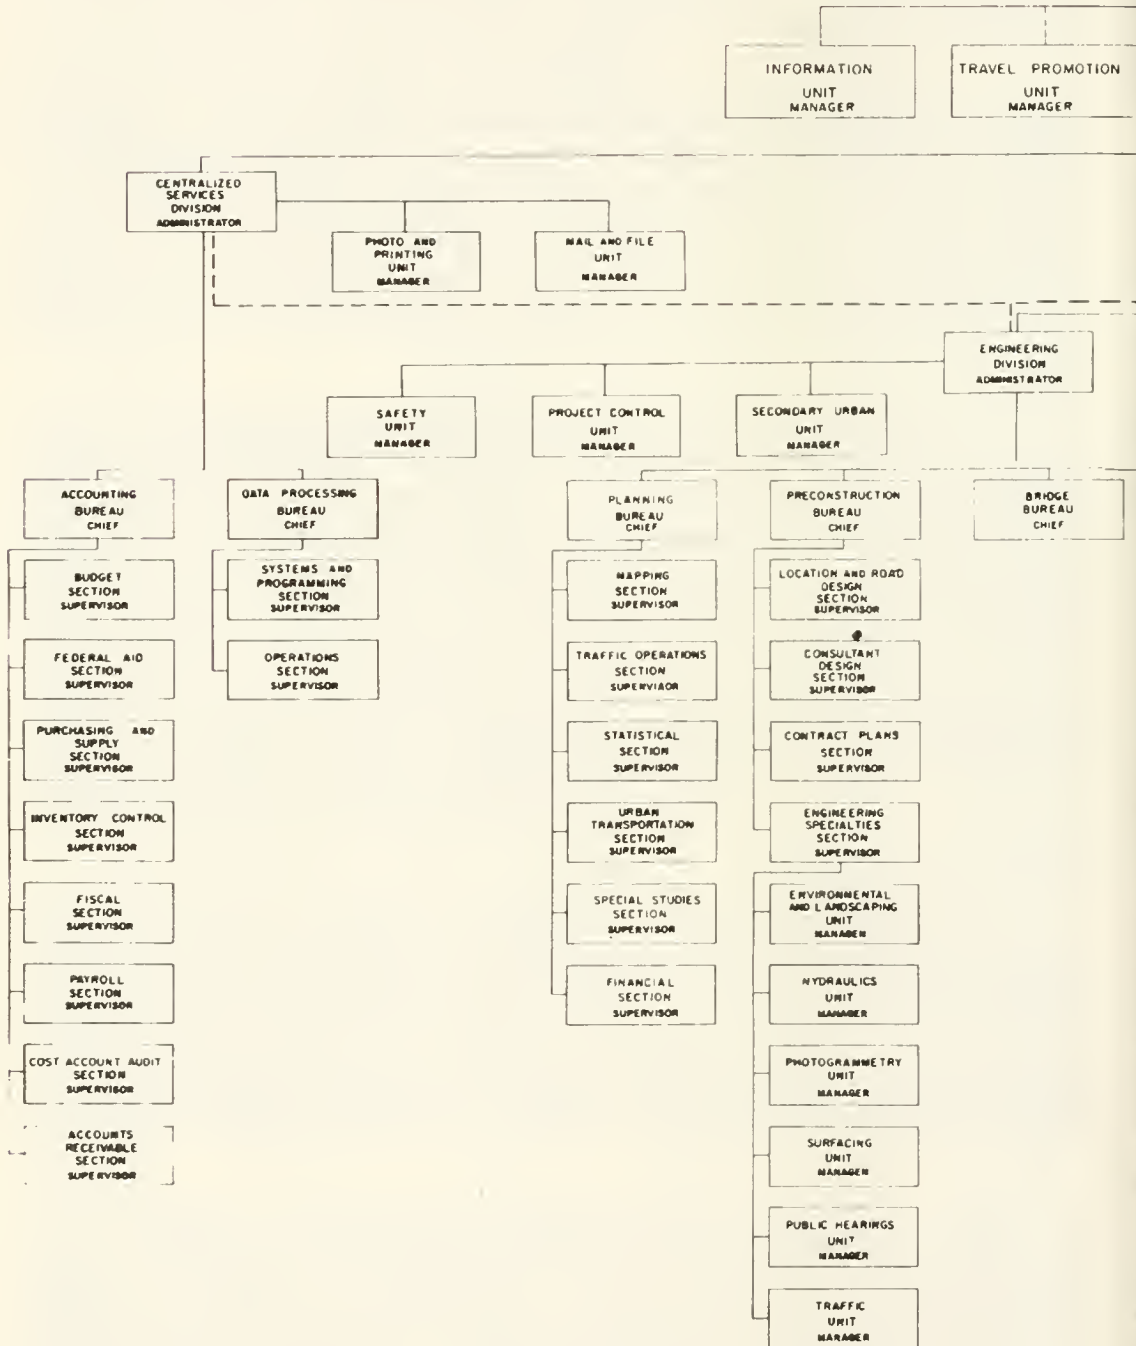 INFORMATION
UNIT
MANAGER
TRAVEL PROMOTION
UNIT
MANAGER
CENTRALIZED
SERVICES
DIVISION
ADMINISTRATOR
PHOTO AND
PRINTING
UNIT
MANAGER
MAIL AND FILE
UNIT
MANAGER
ENGINEERING
DIVISION
ADMINISTRATOR
SAFETY
UNIT
MANAGER
PROJECT CONTROL
UNIT
MANAGER
SECONDARY URBAN
UNIT
MANAGER
ACCOUNTING
BUREAU
CHIEF
DATA PROCESSING
BUREAU
CHIEF
PLANNING
BUREAU
CHIEF
PRECONSTRUCTION
BUREAU
CHIEF
BRIDGE
BUREAU
CHIEF
BUDGET
SECTION
SUPERVISOR
FEDERAL AID
SECTION
SUPERVISOR
PURCHASING AND
SUPPLY
SECTION
SUPERVISOR
INVENTORY CONTROL
SECTION
SUPERVISOR
FISCAL
SECTION
SUPERVISOR
PAYROLL
SECTION
SUPERVISOR
COST ACCOUNT AUDIT
SECTION
SUPERVISOR
ACCOUNTS
RECEIVABLE
SECTION
SUPERVISOR
SYSTEMS AND
PROGRAMMING
SECTION
SUPERVISOR
OPERATIONS
SECTION
SUPERVISOR
MAPPING
SECTION
SUPERVISOR
TRAFFIC OPERATIONS
SECTION
SUPERVIAOR
STATISTICAL
SECTION
SUPERVISOR
URBAN
TRANSPORTATION
SECTION
SUPERVISOR
SPECIAL STUDIES
SECTION
SUPERVISOR
FINANCIAL
SECTION
SUPERVISOR
LOCATION AND ROAD
DESIGN
SECTION
SUPERVISOR
CONSULTANT
DESIGN
SECTION
SUPERVISOR
CONTRACT PLANS
SECTION
SUPERVISOR
ENGINEERING
SPECIALTIES
SECTION
SUPERVISOR
ENVIRONMENTAL
AND LANDSCAPING
UNIT
MANAGER
HYDRAULICS
UNIT
MANAGER
PHOTOGRAMMETRY
UNIT
MANAGER
SURFACING
UNIT
MANAGER
PUBLIC HEARINGS
UNIT
MANAGER
TRAFFIC
UNIT
MANAGER